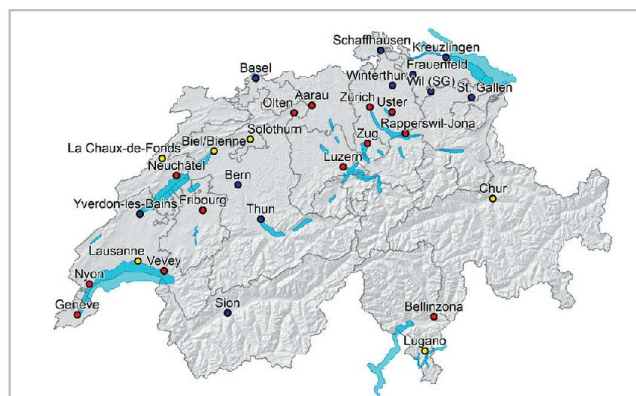 Schaffhausen
Kreuzlingen
Basel
Frauenfeld
Winterthur
Wil (SG)
St. Gallen
Aarau
Zürich
Uster
Olten
Rapperswil-Jona
Solothurn
Biel/Bienne
Zug
La Chaux-de-Fonds
Luzern
Neuchâtel
Bern
Chur
Yverdon-les-Bains
Fribourg
Thun
Lausanne
Vevey
Nyon
Genève
Sion
Bellinzona
Lugano